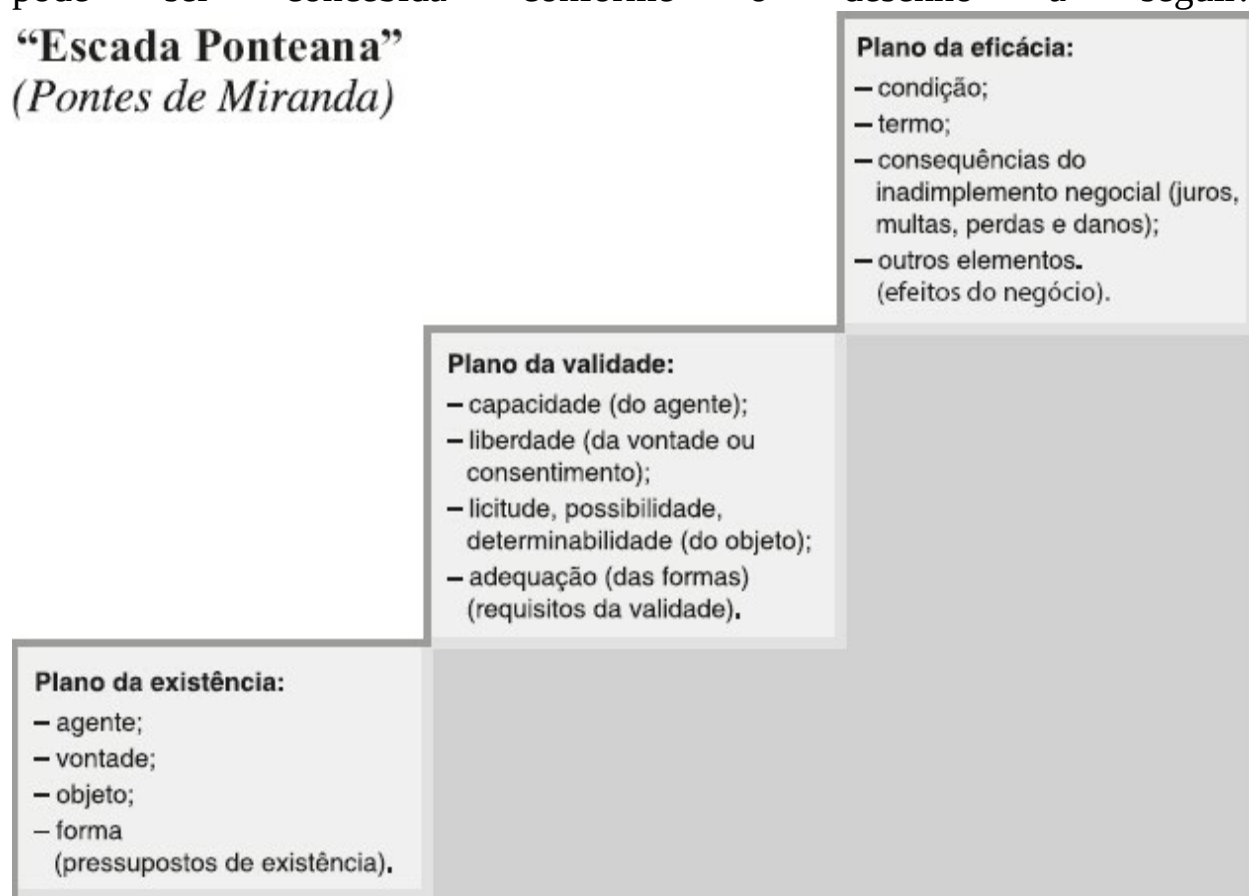 “Escada Ponteana”
(Pontes de Miranda)
Plano da eficácia:
– condição;
– termo;
– consequências do
inadimplemento negocial (juros,
multas, perdas e danos);
– outros elementos.
(efeitos do negócio).
Plano da validade:
– capacidade (do agente);
– liberdade (da vontade ou
consentimento);
– licitude, possibilidade,
determinabilidade (do objeto);
– adequação (das formas)
(requisitos da validade).
Plano da existência:
– agente;
– vontade;
– objeto;
– forma
(pressupostos de existência).